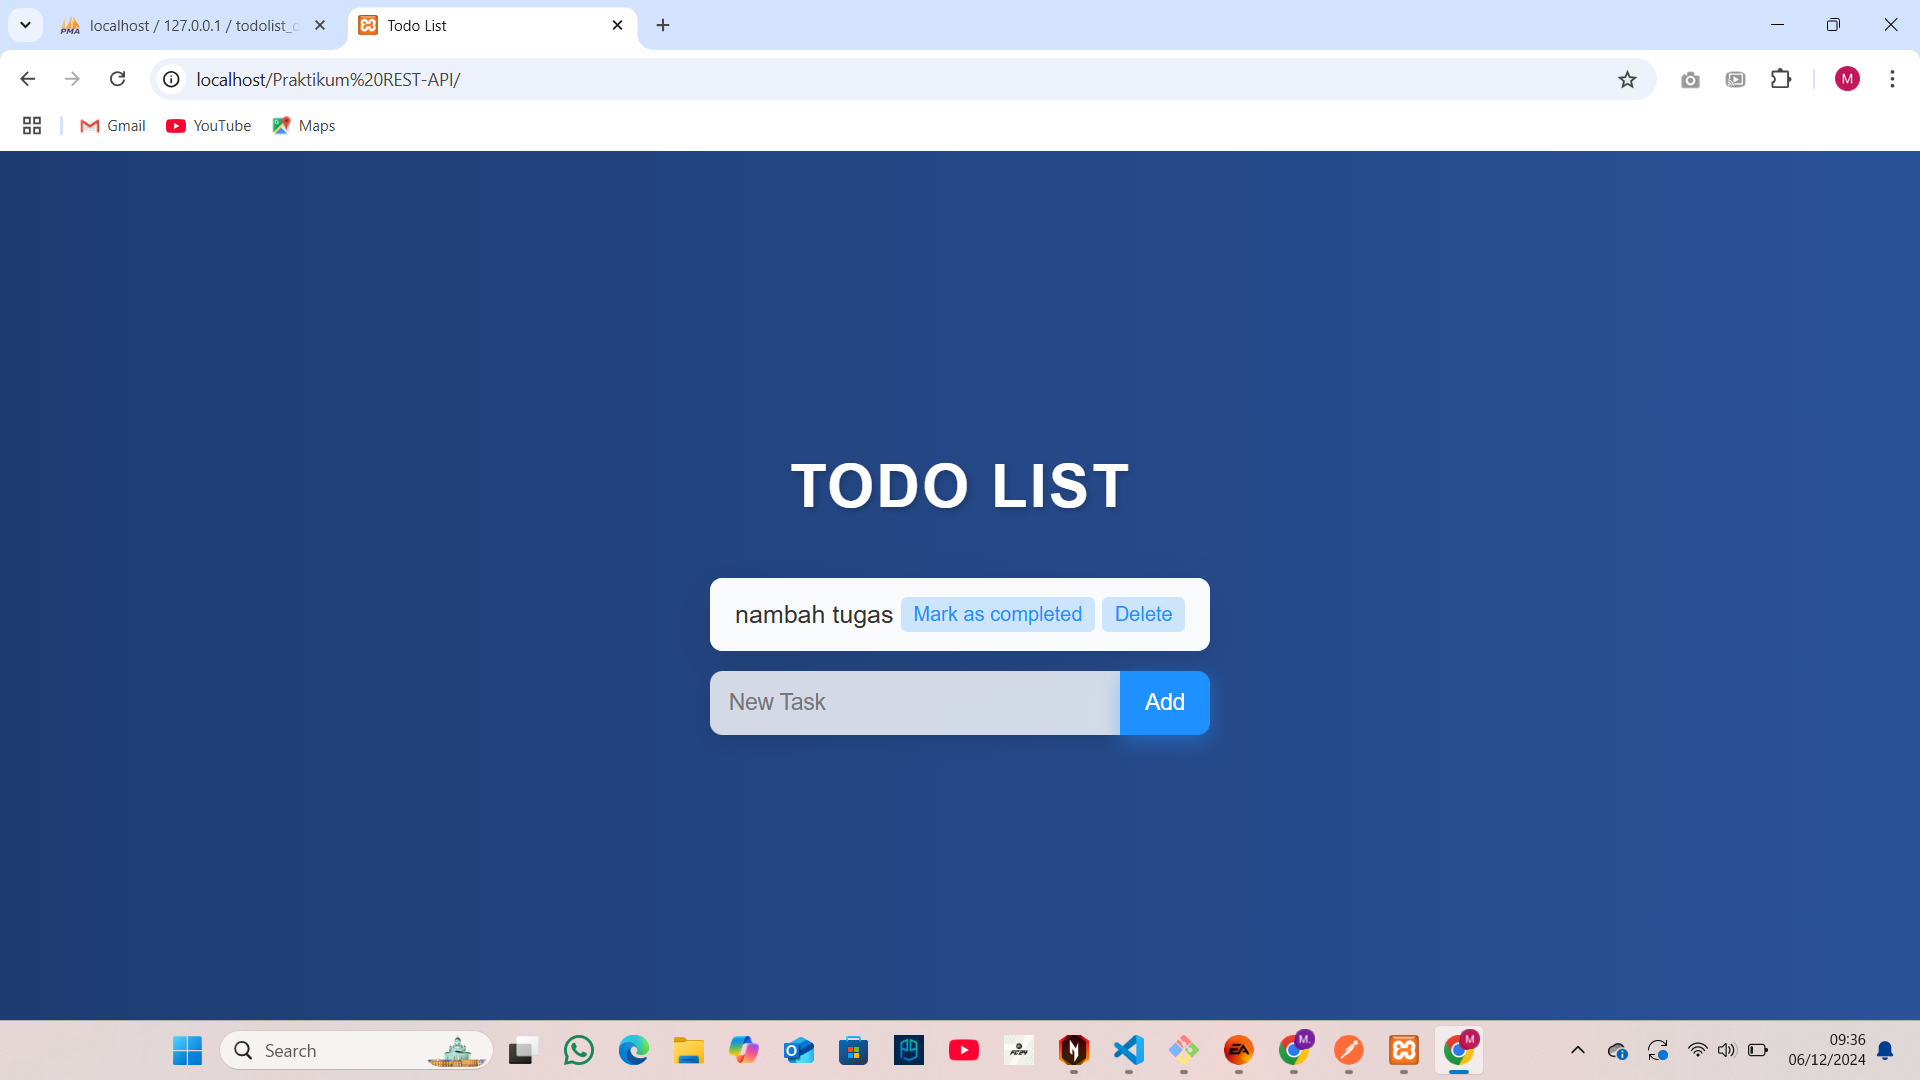 localhost / 127.0.0.1 / todolist_
Todo List
localhost/Praktikum%20REST-API/
M
Gmail
YouTube
Maps
TODO LIST
nambah tugas Mark as completed Delete
New Task Add
Search
09:36
06/12/2024